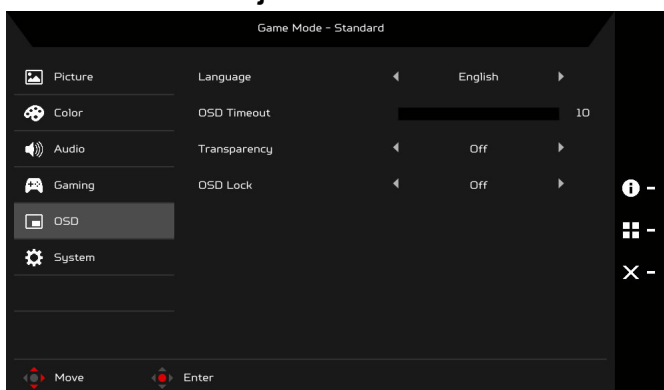 Game Mode - Standard
Picture
Language English
Color
OSD Timeout 10
Audio
Transparency Off
Gaming
OSD Lock Off
OSD
System
Move Enter